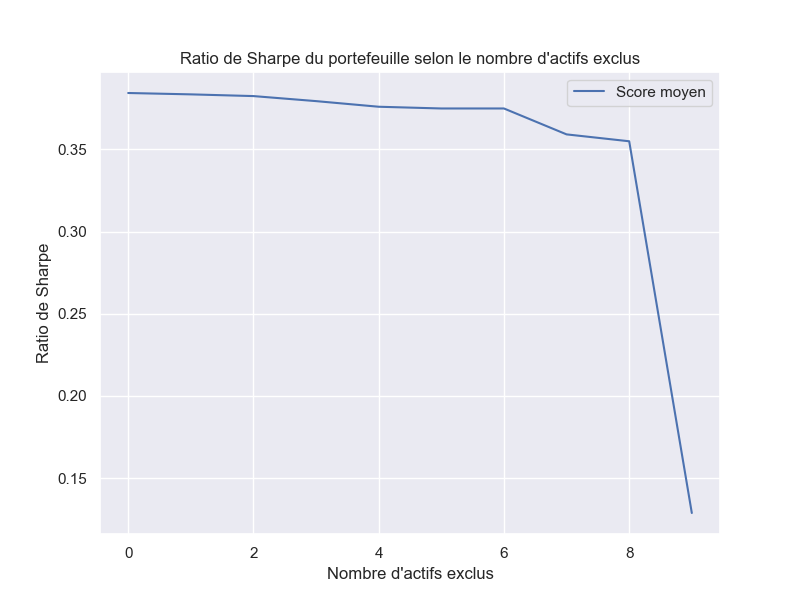 Ratio de Sharpe du portefeuille selon le nombre d'actifs exclus
Score moyen
0.35
0.30
0.25
0.20
0.15
Ratio de Sharpe
0 2 4 6 8
Nombre d'actifs exclus